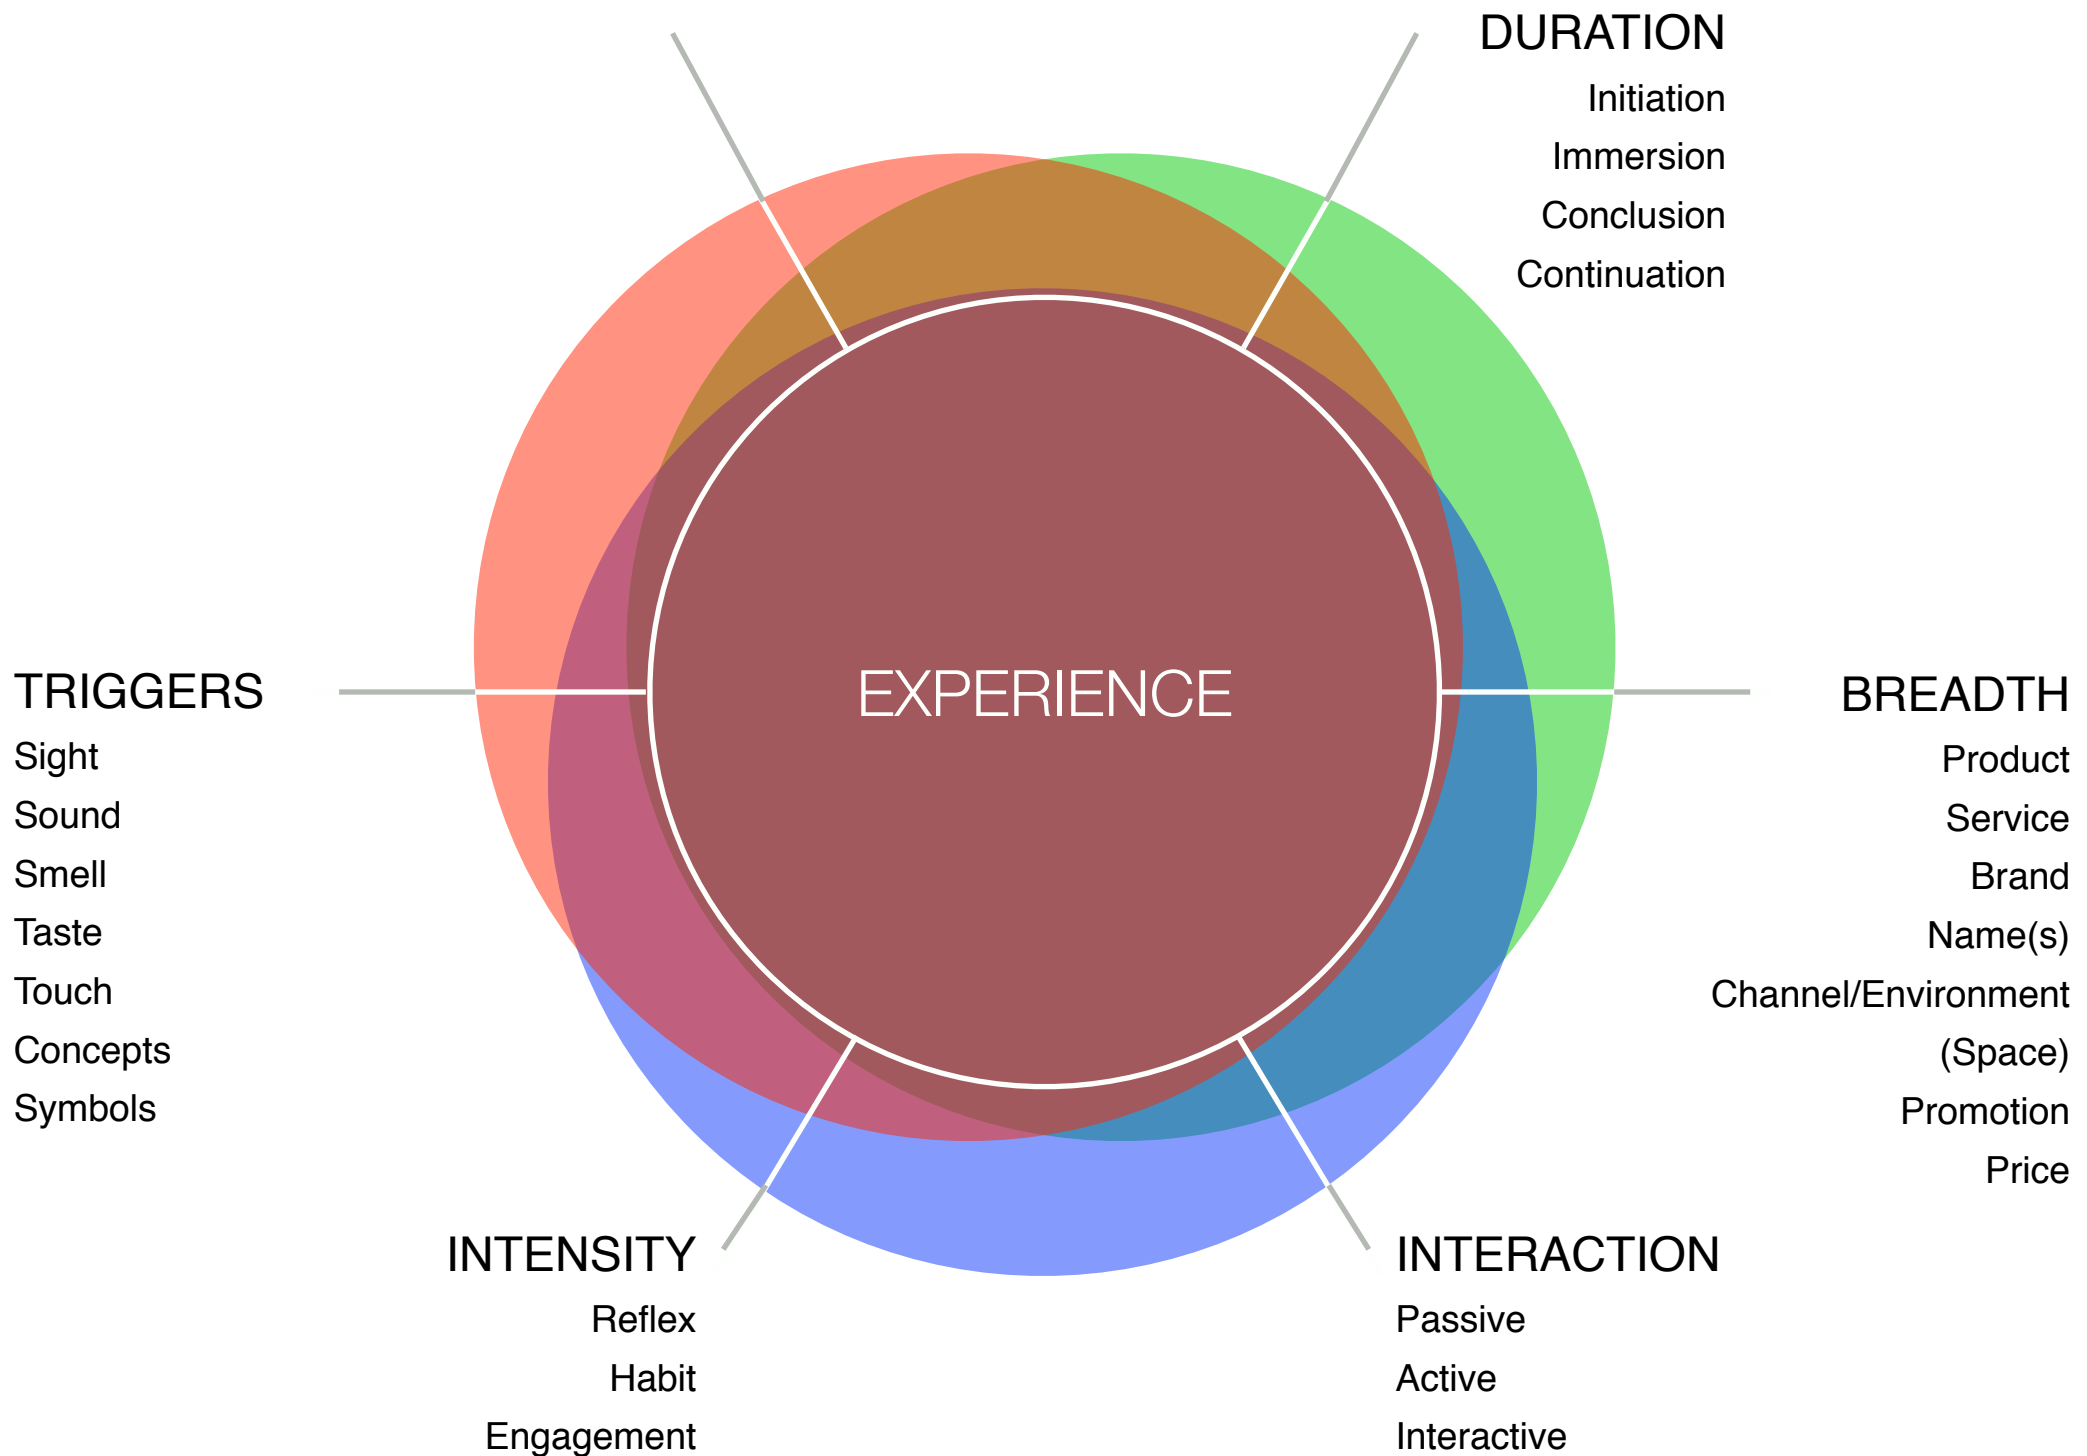 DURATION
Initiation
Immersion
Conclusion
Continuation
EXPERIENCE
TRIGGERS
Sight
Sound
Smell
Taste
Touch
Concepts
Symbols
BREADTH
Product
Service
Brand
Name(s)
Channel/Environment
(Space)
Promotion
Price
INTENSITY
Reflex
Habit
Engagement
INTERACTION
Passive
Active
Interactive